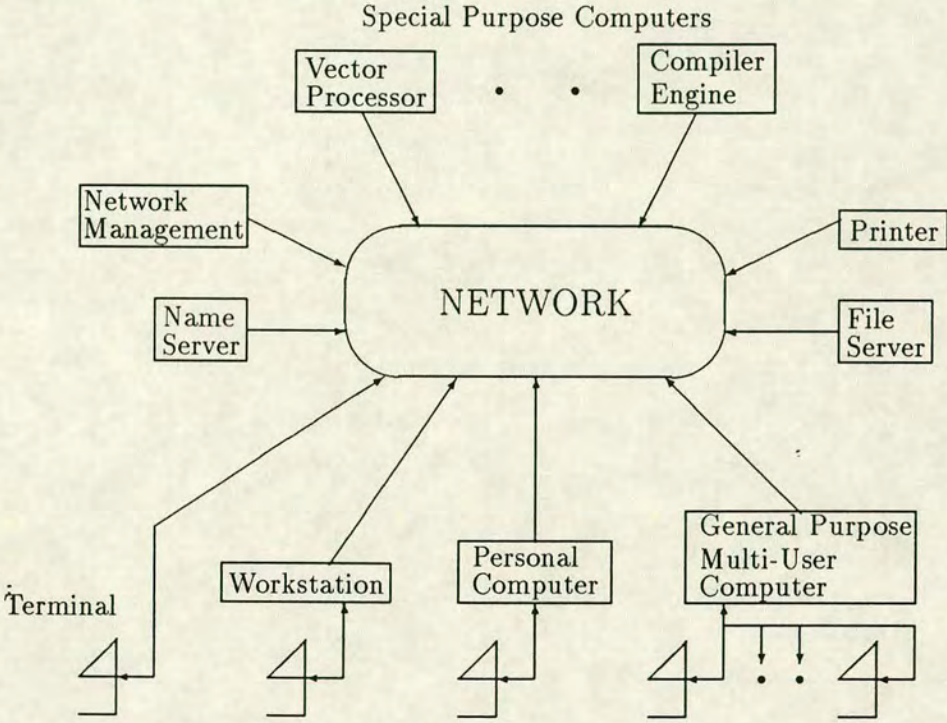 Special Purpose Computers
Vector
Processor
Compiler
Engine
Network
Management
Printer
NETWORK
Name
Server
File
Server
General Purpose
Multi-User
Computer
Personal
Computer
Workstation
Terminal